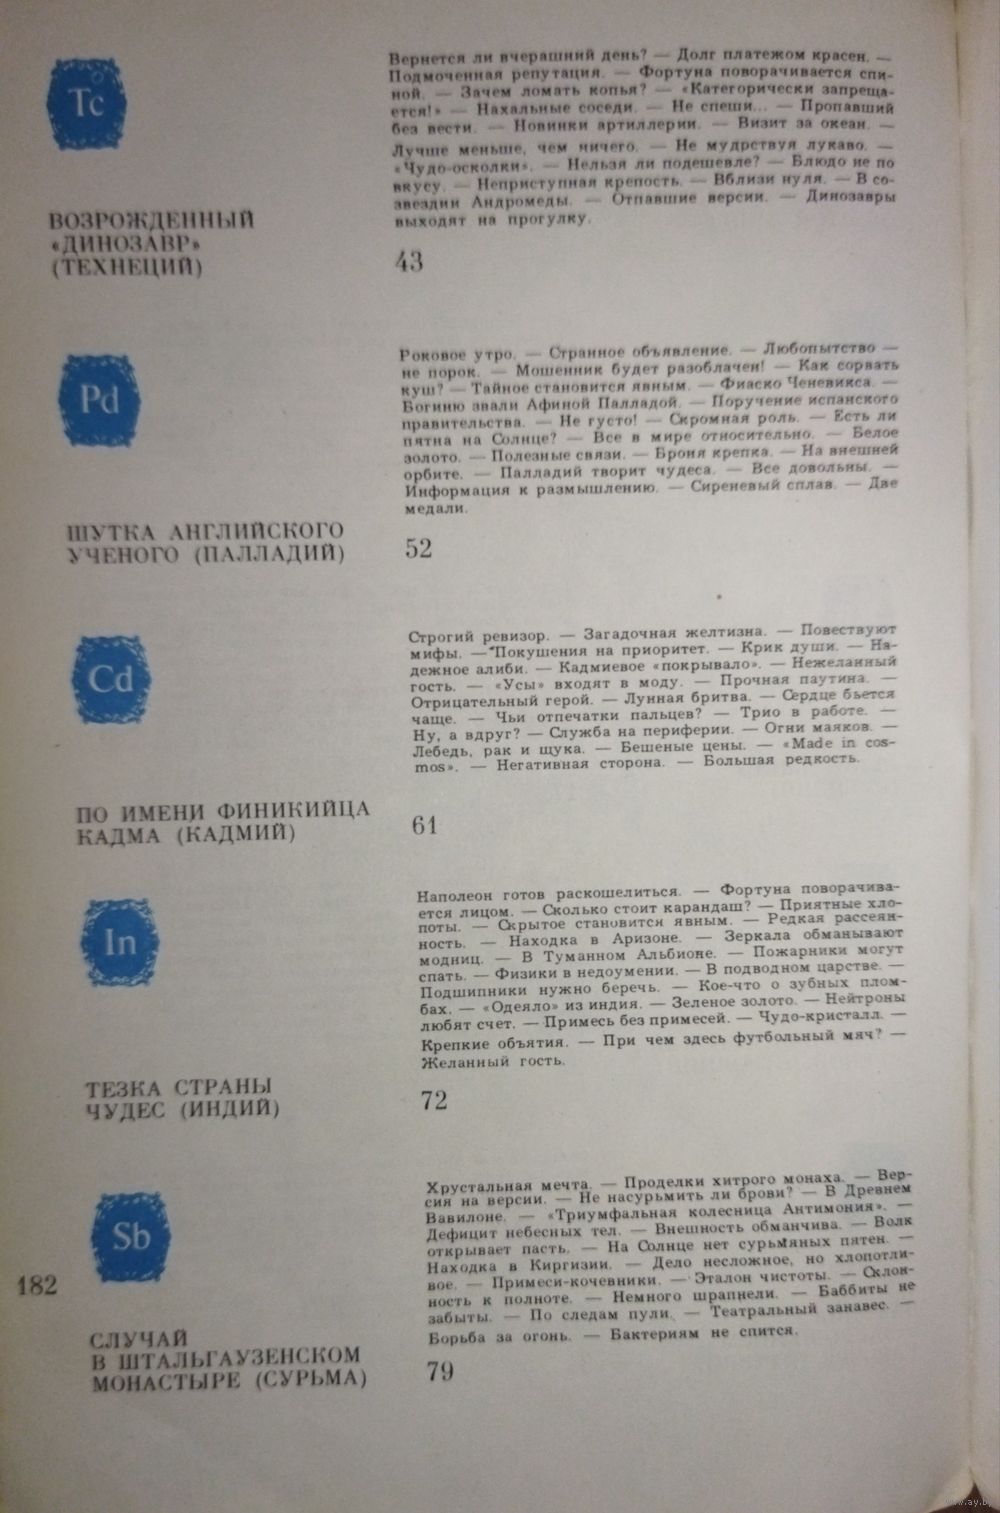 Tc
ВОЗРОЖДЕННЫЙ
«ДИНОЗАВР»
(ТЕХНЕЦИЙ)
Вернется ли вчерашний день? — Долг платежом красен. —
Подмоченная репутация. — Фортуна поворачивается спи-
ной. — Зачем ломать копья? — «Категорически запреща-
ется!» — Нахальные соседи. — Не спеши... — Пропавший
без вести. — Новинки артиллерии. — Визит за океан. —
Лучше меньше, чем ничего. — Не мудрствуя лукаво. —
«Чудо-осколки». — Нельзя ли подешевле? — Блюдо не по
вкусу. — Неприступная крепость. — Вблизи нуля. — В со-
звездии Андромеды. — Отпавшие версии. — Динозавры
выходят на прогулку.
43
Pd
ШУТКА АНГЛИЙСКОГО
УЧЕНОГО (ПАЛЛАДИЙ)
Роковое утро. — Странное объявление. — Любопытство —
не порок. — Мошенник будет разоблачен! — Как сорвать
куш? — Тайное становится явным. — Фиаско Ченевикса. —
Богиню звали Афиной Палладой. — Поручение испанского
правительства. — Не густо! — Скромная роль. — Есть ли
пятна на Солнце? — Все в мире относительно. — Белое
золото. — Полезные связи. — Броня крепка. — На внешней
орбите. — Палладий творит чудеса. — Все довольны. —
Информация к размышлению. — Сиреневый сплав. — Две
медали.
52
Cd
ПО ИМЕНИ ФИНИКИЙЦА
КАДМА (КАДМИЙ)
Строгий ревизор. — Загадочная желтизна. — Повествуют
мифы. — Покушения на приоритет. — Крик души. — На-
дежное алиби. — Кадмиевое «покрывало». — Нежеланный
гость. — «Усы» входят в моду. — Прочная паутина. —
Отрицательный герой. — Лунная бритва. — Сердце бьется
чаще. — Чьи отпечатки пальцев? — Трио в работе. —
Ну, а вдруг? — Служба на периферии. — Огни маяков. —
Лебедь, рак и щука. — Бешеные цены. — «Made in cos-
mos». — Негативная сторона. — Большая редкость.
61
In
ТЕЗКА СТРАНЫ
ЧУДЕС (ИНДИЙ)
Наполеон готов раскошелиться. — Фортуна поворачива-
ется лицом. — Сколько стоит карандаш? — Приятные хло-
поты. — Скрытое становится явным. — Редкая рассеян-
ность. — Находка в Аризоне. — Зеркала обманывают
модниц. — В Туманном Альбионе. — Пожарники могут
спать. — Физики в недоумении. — В подводном царстве. —
Подшипники нужно беречь. — Кое-что о зубных плом-
бах. — «Одеяло» из индия. — Зеленое золото. — Нейтроны
любят счет. — Примесь без примесей. — Чудо-кристалл. —
Крепкие объятия. — При чем здесь футбольный мяч? —
Желанный гость.
72
Sb
СЛУЧАЙ
В ШТАЛЬГАУЗЕНСКОМ
МОНАСТЫРЕ (СУРЬМА)
Хрустальная мечта. — Проделки хитрого монаха. — Вер-
сия на версии. — Не насурьмить ли брови? — В Древнем
Вавилоне. — «Триумфальная колесница Антимония». —
Дефицит небесных тел. — Внешность обманчива. — Волк
открывает пасть. — На Солнце нет сурьмяных пятен. —
Находка в Киргизии. — Дело несложное, но хлопотли-
вое. — Примеси-кочевники. — Эталон чистоты. — Склон-
ность к полноте. — Немного шрапнели. — Баббиты не
забыты. — По следам пули. — Театральный занавес. —
Борьба за огонь. — Бактериям не спится.
79
182
www.ay.by